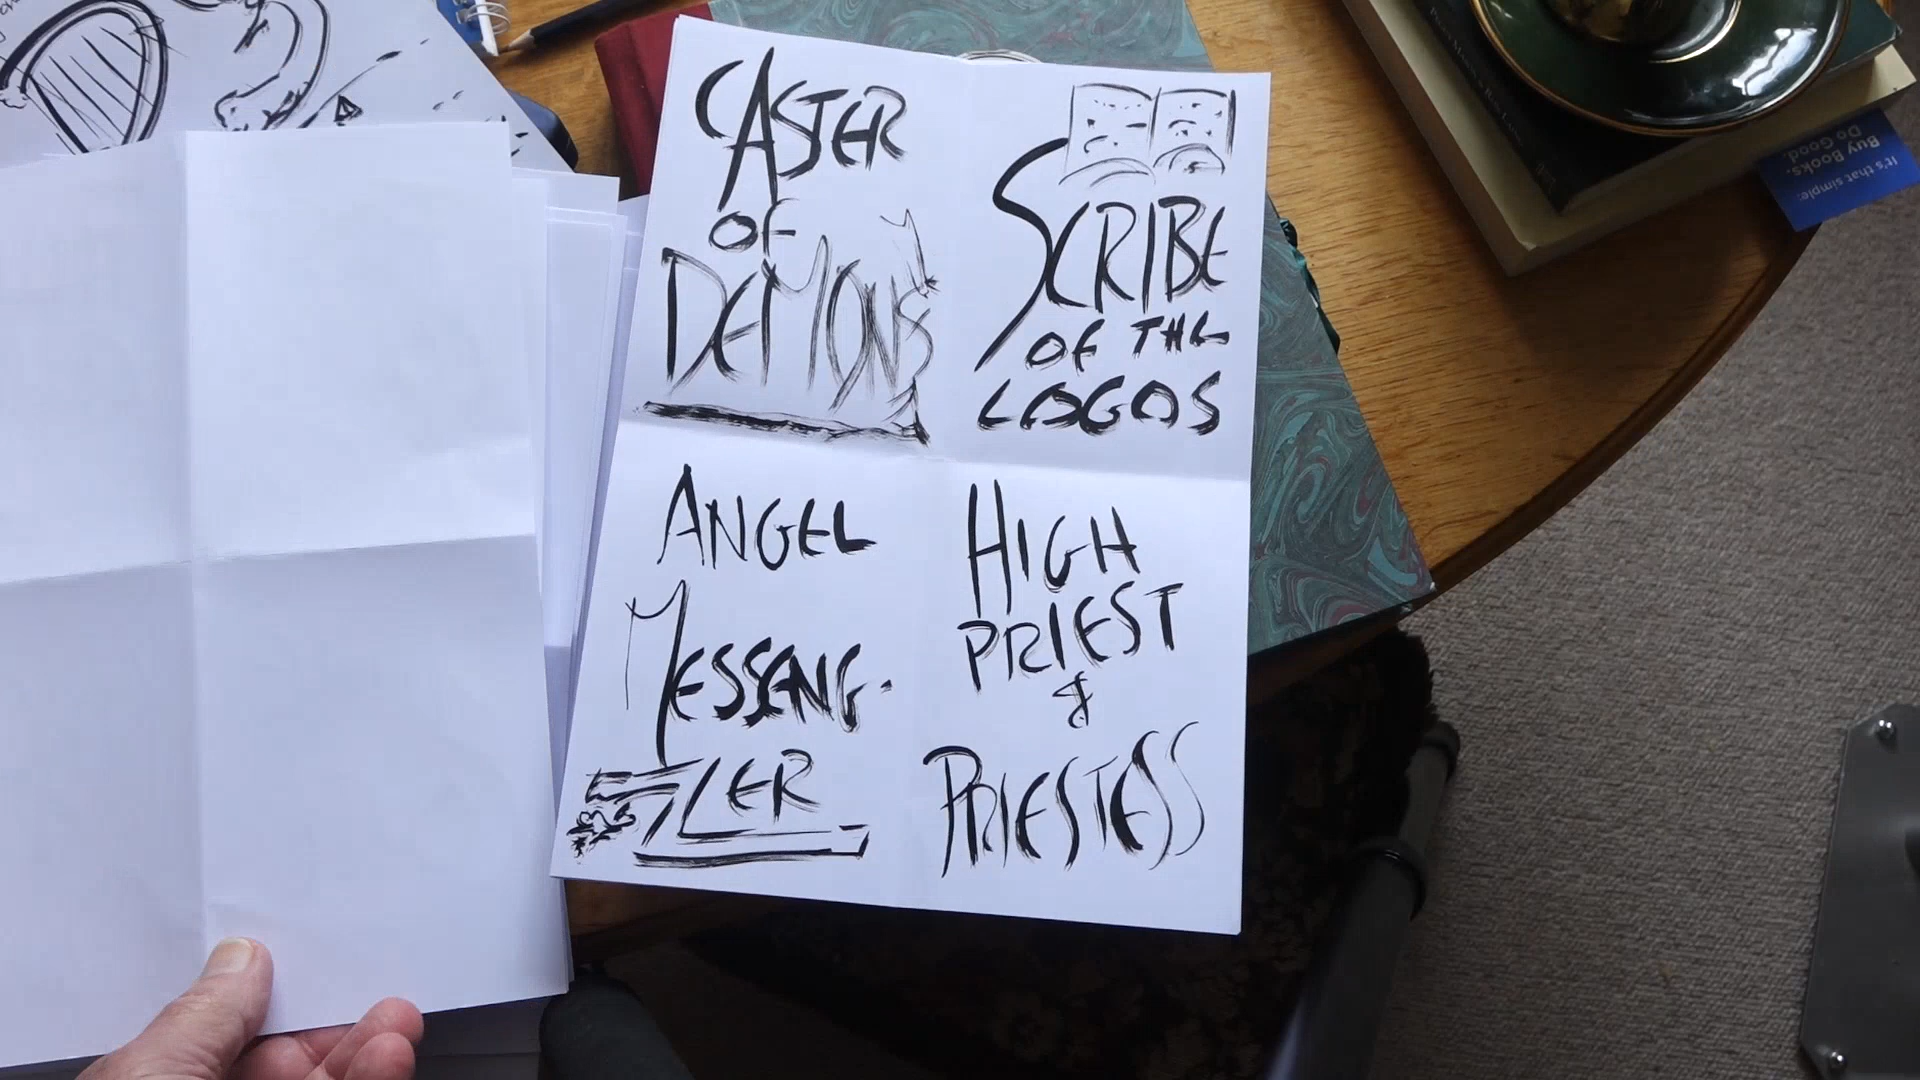 CASTER
OF
DEMONS
SCRIBE
OF THE
LOGOS
ANGEL
MESSENG-
ER
HIGH
PRIEST
&
PRIESTESS
It's that simple:
Buy Books.
Do Good.